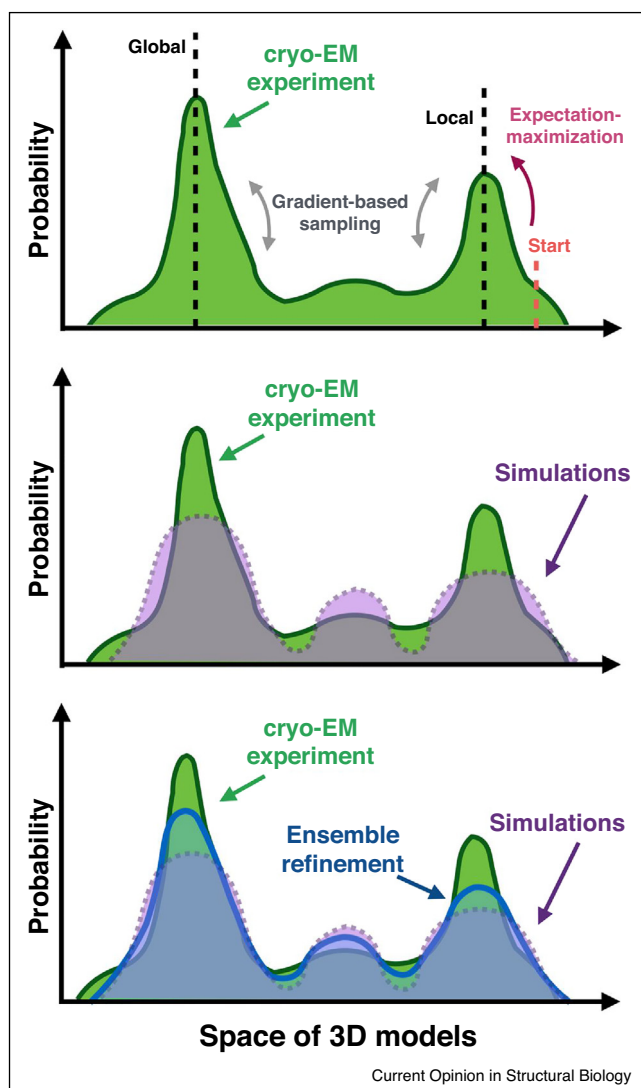 Global
cryo-EM
experiment
Local
Expectation-
maximization
Gradient-based
sampling
Start
Probability
cryo-EM
experiment
Simulations
Probability
cryo-EM
experiment
Ensemble
refinement
Simulations
Probability
Space of 3D models
Current Opinion in Structural Biology